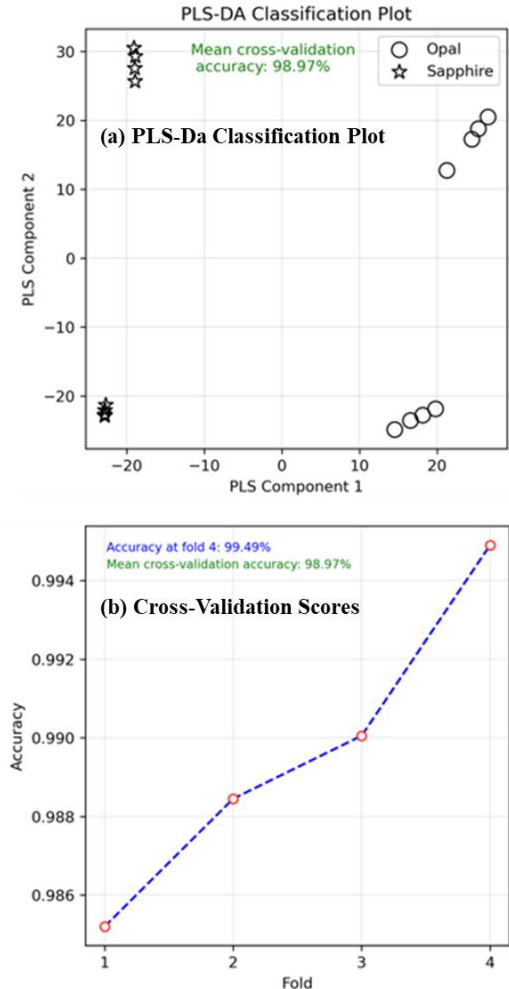 PLS-DA Classification Plot
Mean cross-validation
accuracy: 98.97%
Opal
Sapphire
(a) PLS-Da Classification Plot
30
20
10
0
−10
−20
PLS Component 2
−20 −10 0 10 20
PLS Component 1
Accuracy at fold 4: 99.49%
Mean cross-validation accuracy: 98.97%
(b) Cross-Validation Scores
0.994
0.992
0.990
0.988
0.986
Accuracy
1 2 3 4
Fold